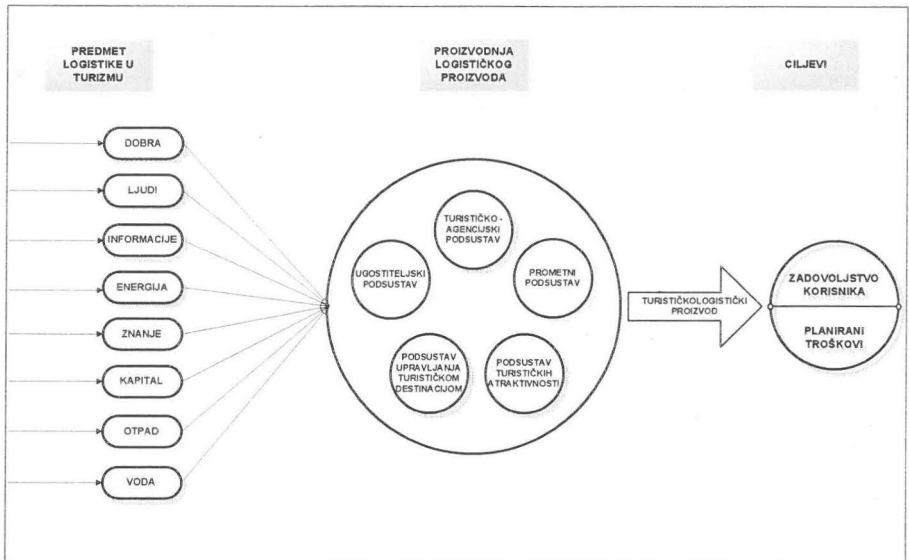 PREDMET
LOGISTIKE U
TURIZMU
PROIZVODNJA
LOGISTIČKOG
PROIZVODA
CILJEVI
DOBRA
LJUDI
INFORMACIJE
ENERGIJA
ZNANJE
KAPITAL
OTPAD
VODA
TURISTIČKO-
AGENCIJSKI
PODSUSTAV
UGOSTITELJSKI
PODSUSTAV
PROMETNI
PODSUSTAV
PODSUSTAV
UPRAVLJANJA
TURISTIČKOM
DESTINACIJOM
PODSUSTAV
TURISTIČKIH
ATRAKTIVNOSTI
TURISTIČKOLOGISTIČKI
PROIZVOD
ZADOVOLJSTVO
KORISNIKA
PLANIRANI
TROŠKOVI